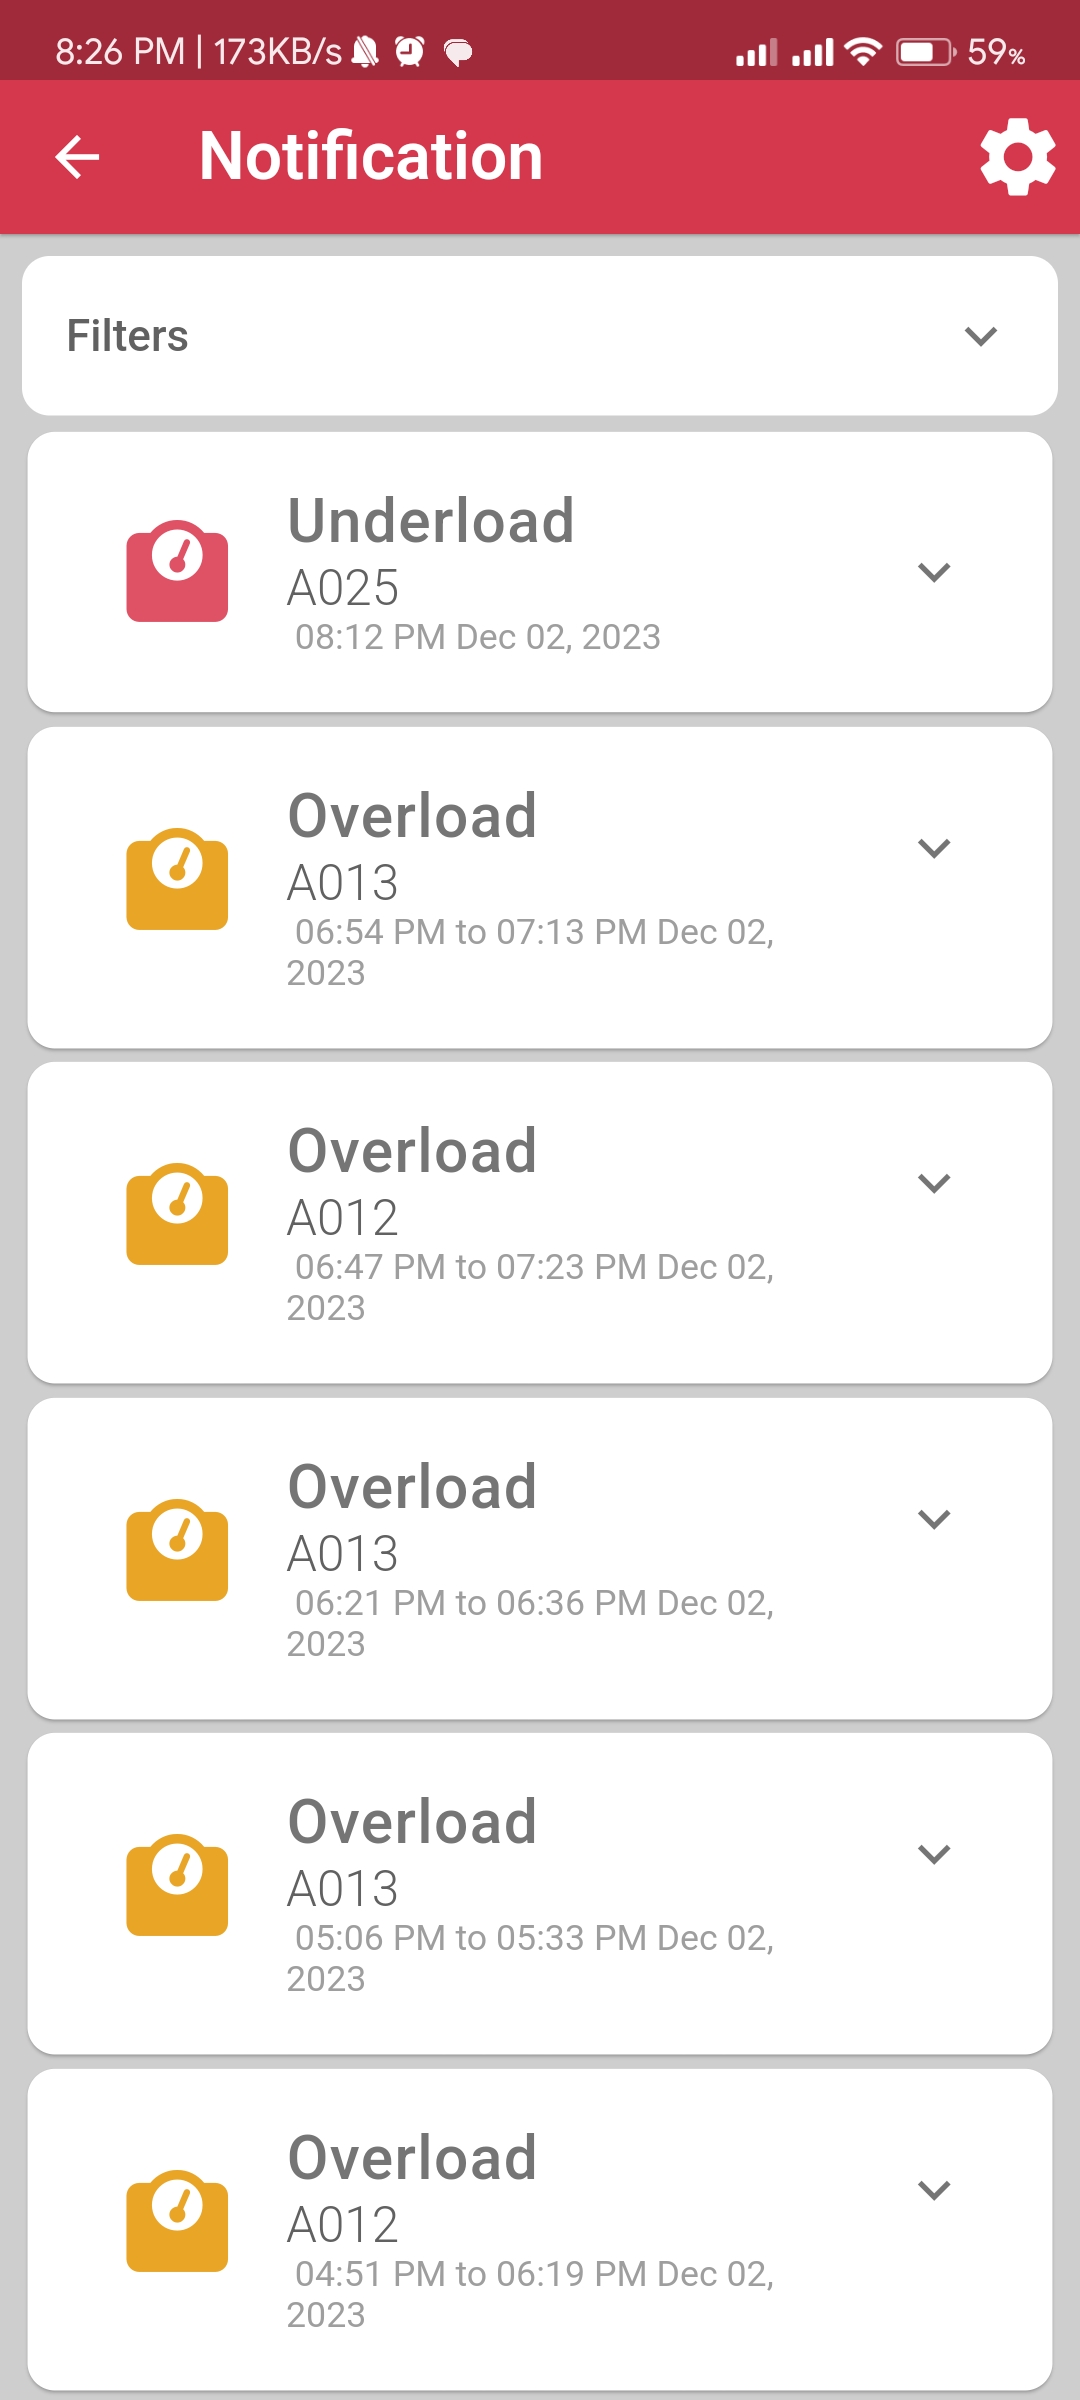 8:26 PM | 173KB/s 59%
Notification
Filters
Underload
A025
08:12 PM Dec 02, 2023
Overload
A013
06:54 PM to 07:13 PM Dec 02,
2023
Overload
A012
06:47 PM to 07:23 PM Dec 02,
2023
Overload
A013
06:21 PM to 06:36 PM Dec 02,
2023
Overload
A013
05:06 PM to 05:33 PM Dec 02,
2023
Overload
A012
04:51 PM to 06:19 PM Dec 02,
2023